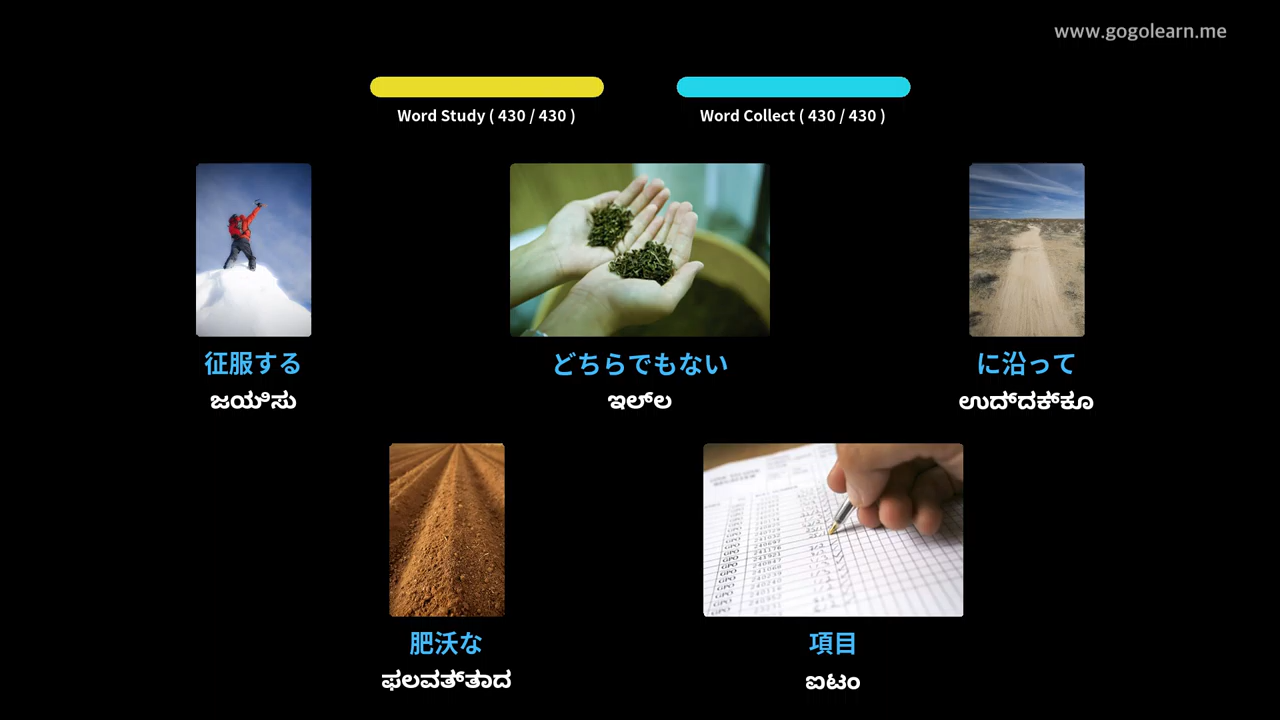 www.gogolearn.me
Word Study ( 430 / 430 )
Word Collect ( 430 / 430 )
征服する
ಜಯಿಸು
どちらでもない
ಇಲ್ಲ
に沿って
ಉದ್ದಕ್ಕೂ
肥沃な
ಫಲವತ್ತಾದ
項目
ಐಟಂ